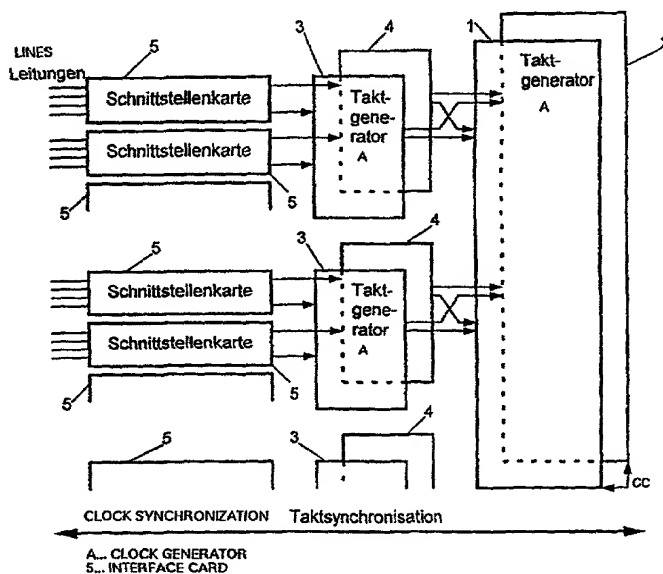 LINES
Leitungen
5
Schnittstellenkarte
Schnittstellenkarte
5
5
3
4
Takt-
gene-
rator
A
1
Takt-
generator
A
5
Schnittstellenkarte
Schnittstellenkarte
5
5
3
4
Takt-
gene-
rator
A
5
3
4
CC
CLOCK SYNCHRONIZATION Taktsynchronisation
A... CLOCK GENERATOR
5... INTERFACE CARD